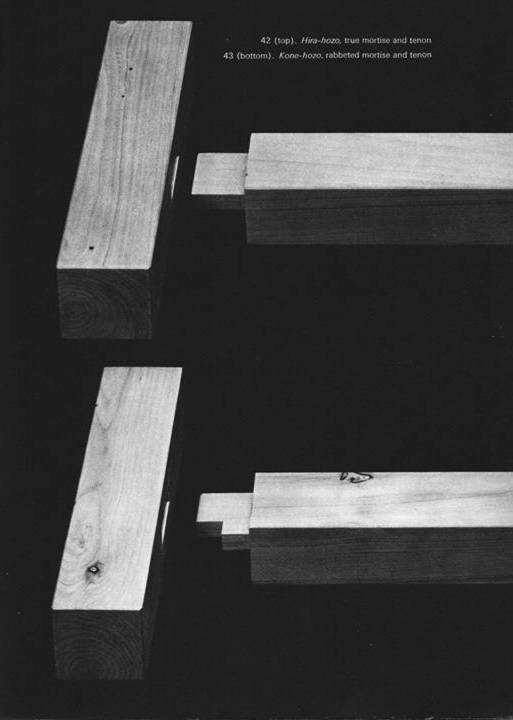 42 (top). Hira-hozo, true mortise and tenon
43 (bottom). Kone-hozo, rabbeted mortise and tenon